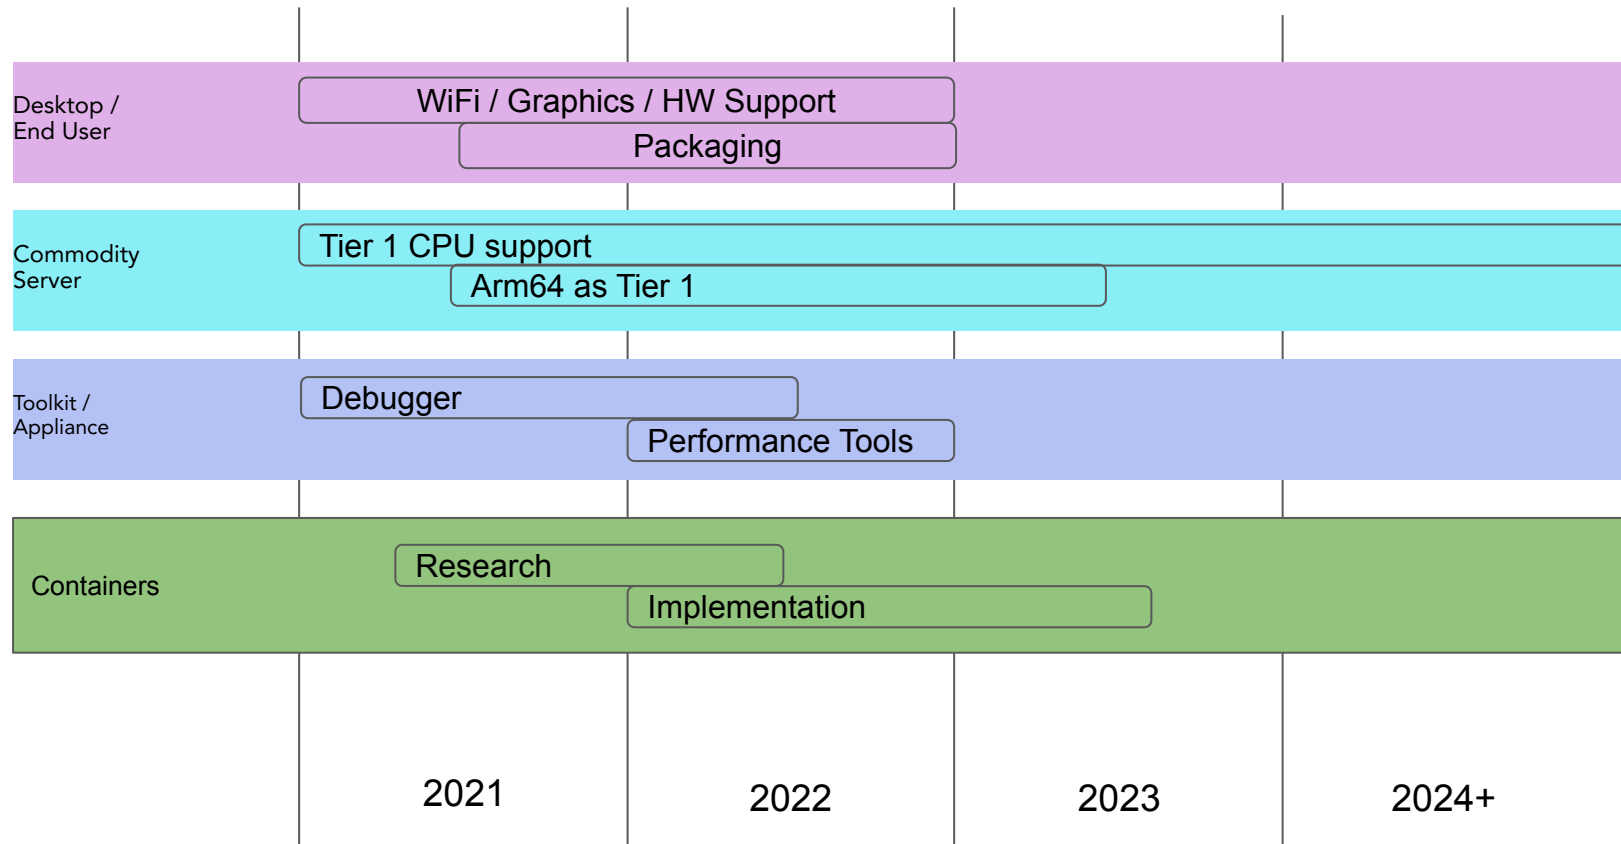 Desktop /
End User
WiFi / Graphics / HW Support
Packaging
Commodity
Server
Tier 1 CPU support
Arm64 as Tier 1
Toolkit /
Appliance
Debugger
Performance Tools
Containers
Research
Implementation
2021
2022
2023
2024+